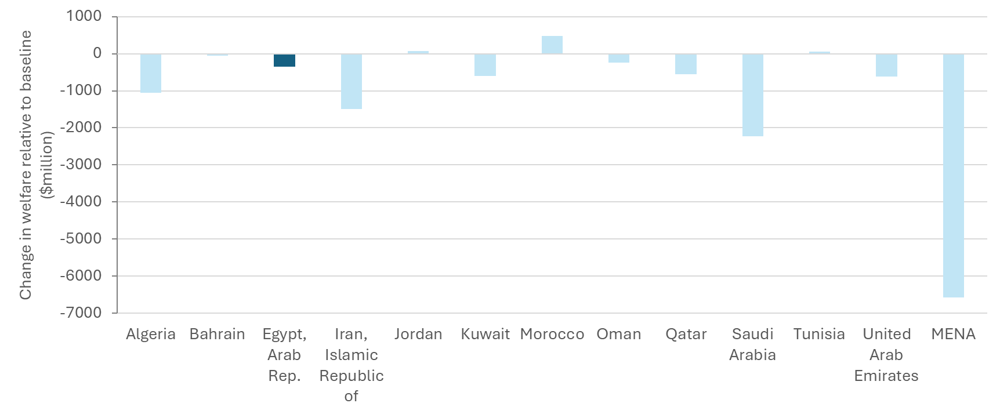 Change in welfare relative to baseline
($million)
1000
0
-1000
-2000
-3000
-4000
-5000
-6000
-7000
Algeria
Bahrain
Egypt,
Arab
Rep.
Iran,
Islamic
Republic
of
Jordan
Kuwait
Morocco
Oman
Qatar
Saudi
Arabia
Tunisia
United
Arab
Emirates
MENA